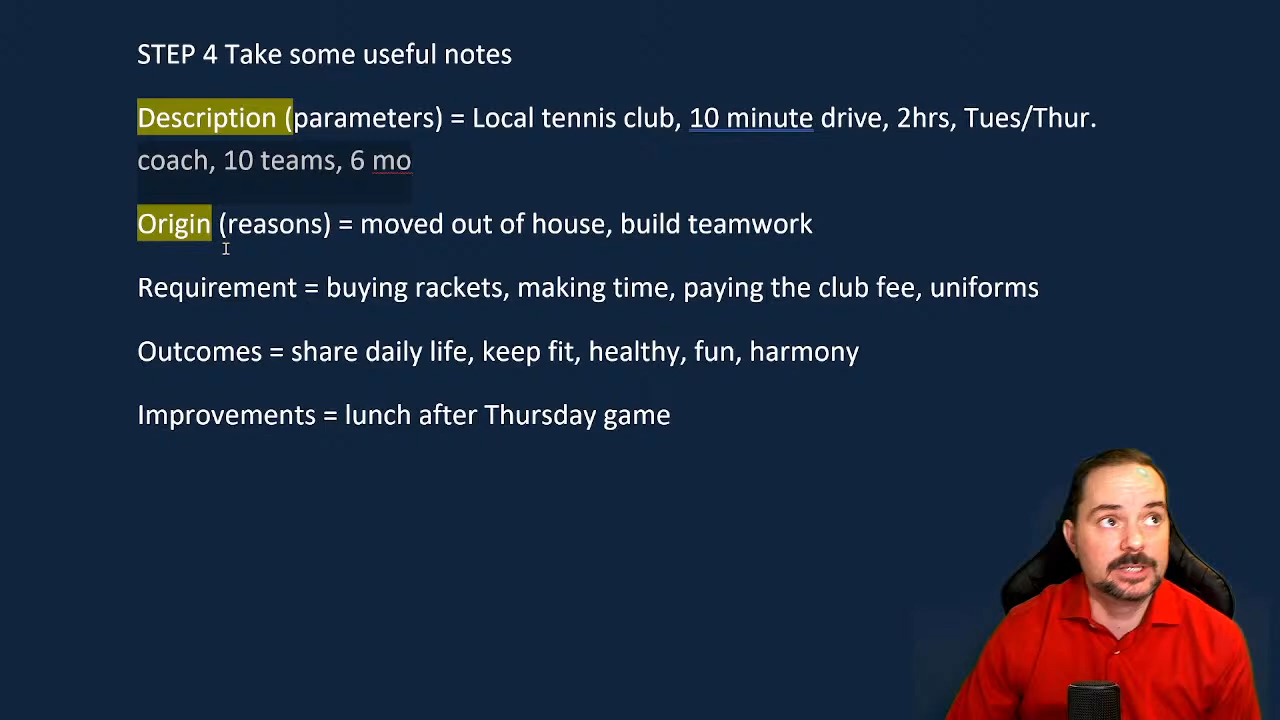 STEP 4 Take some useful notes
Description (parameters) = Local tennis club, 10 minute drive, 2hrs, Tues/Thur.
coach, 10 teams, 6 mo
Origin (reasons) = moved out of house, build teamwork
Requirement = buying rackets, making time, paying the club fee, uniforms
Outcomes = share daily life, keep fit, healthy, fun, harmony
Improvements = lunch after Thursday game